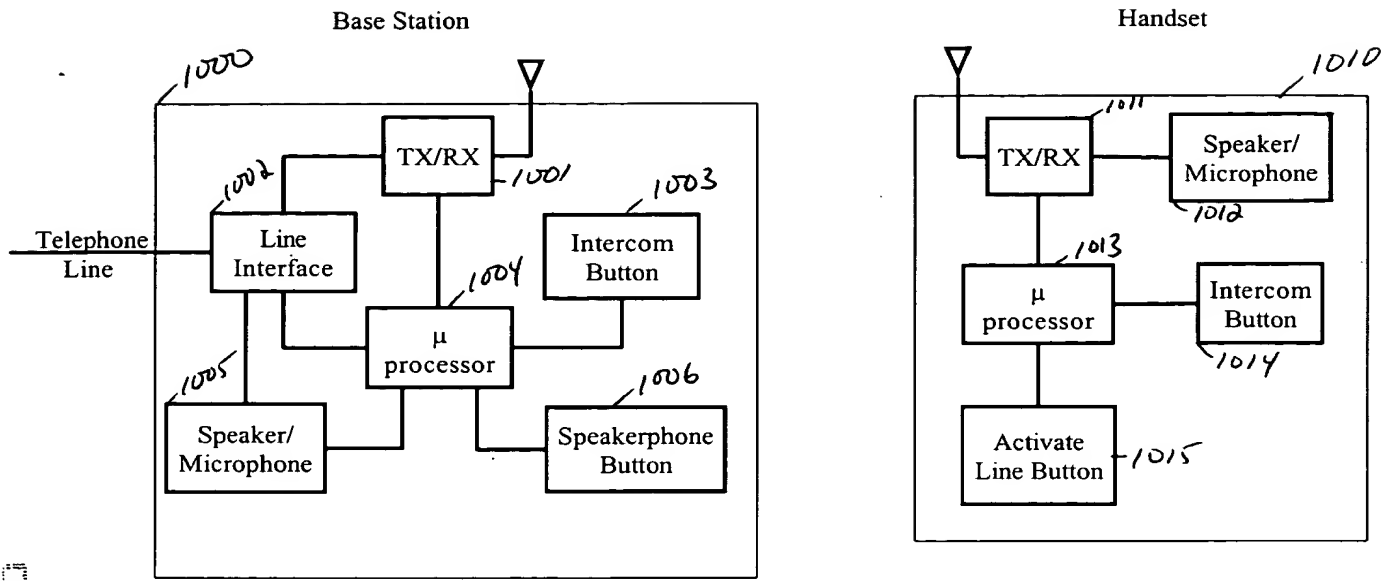 Base Station
Handset
1000
1010
TX/RX
1001
1002
Line
Interface
Telephone
Line
1003
Intercom
Button
1004
μ
processor
1005
Speaker/
Microphone
1006
Speakerphone
Button
1011
TX/RX
Speaker/
Microphone
1012
1013
μ
processor
Intercom
Button
1014
Activate
Line Button
1015